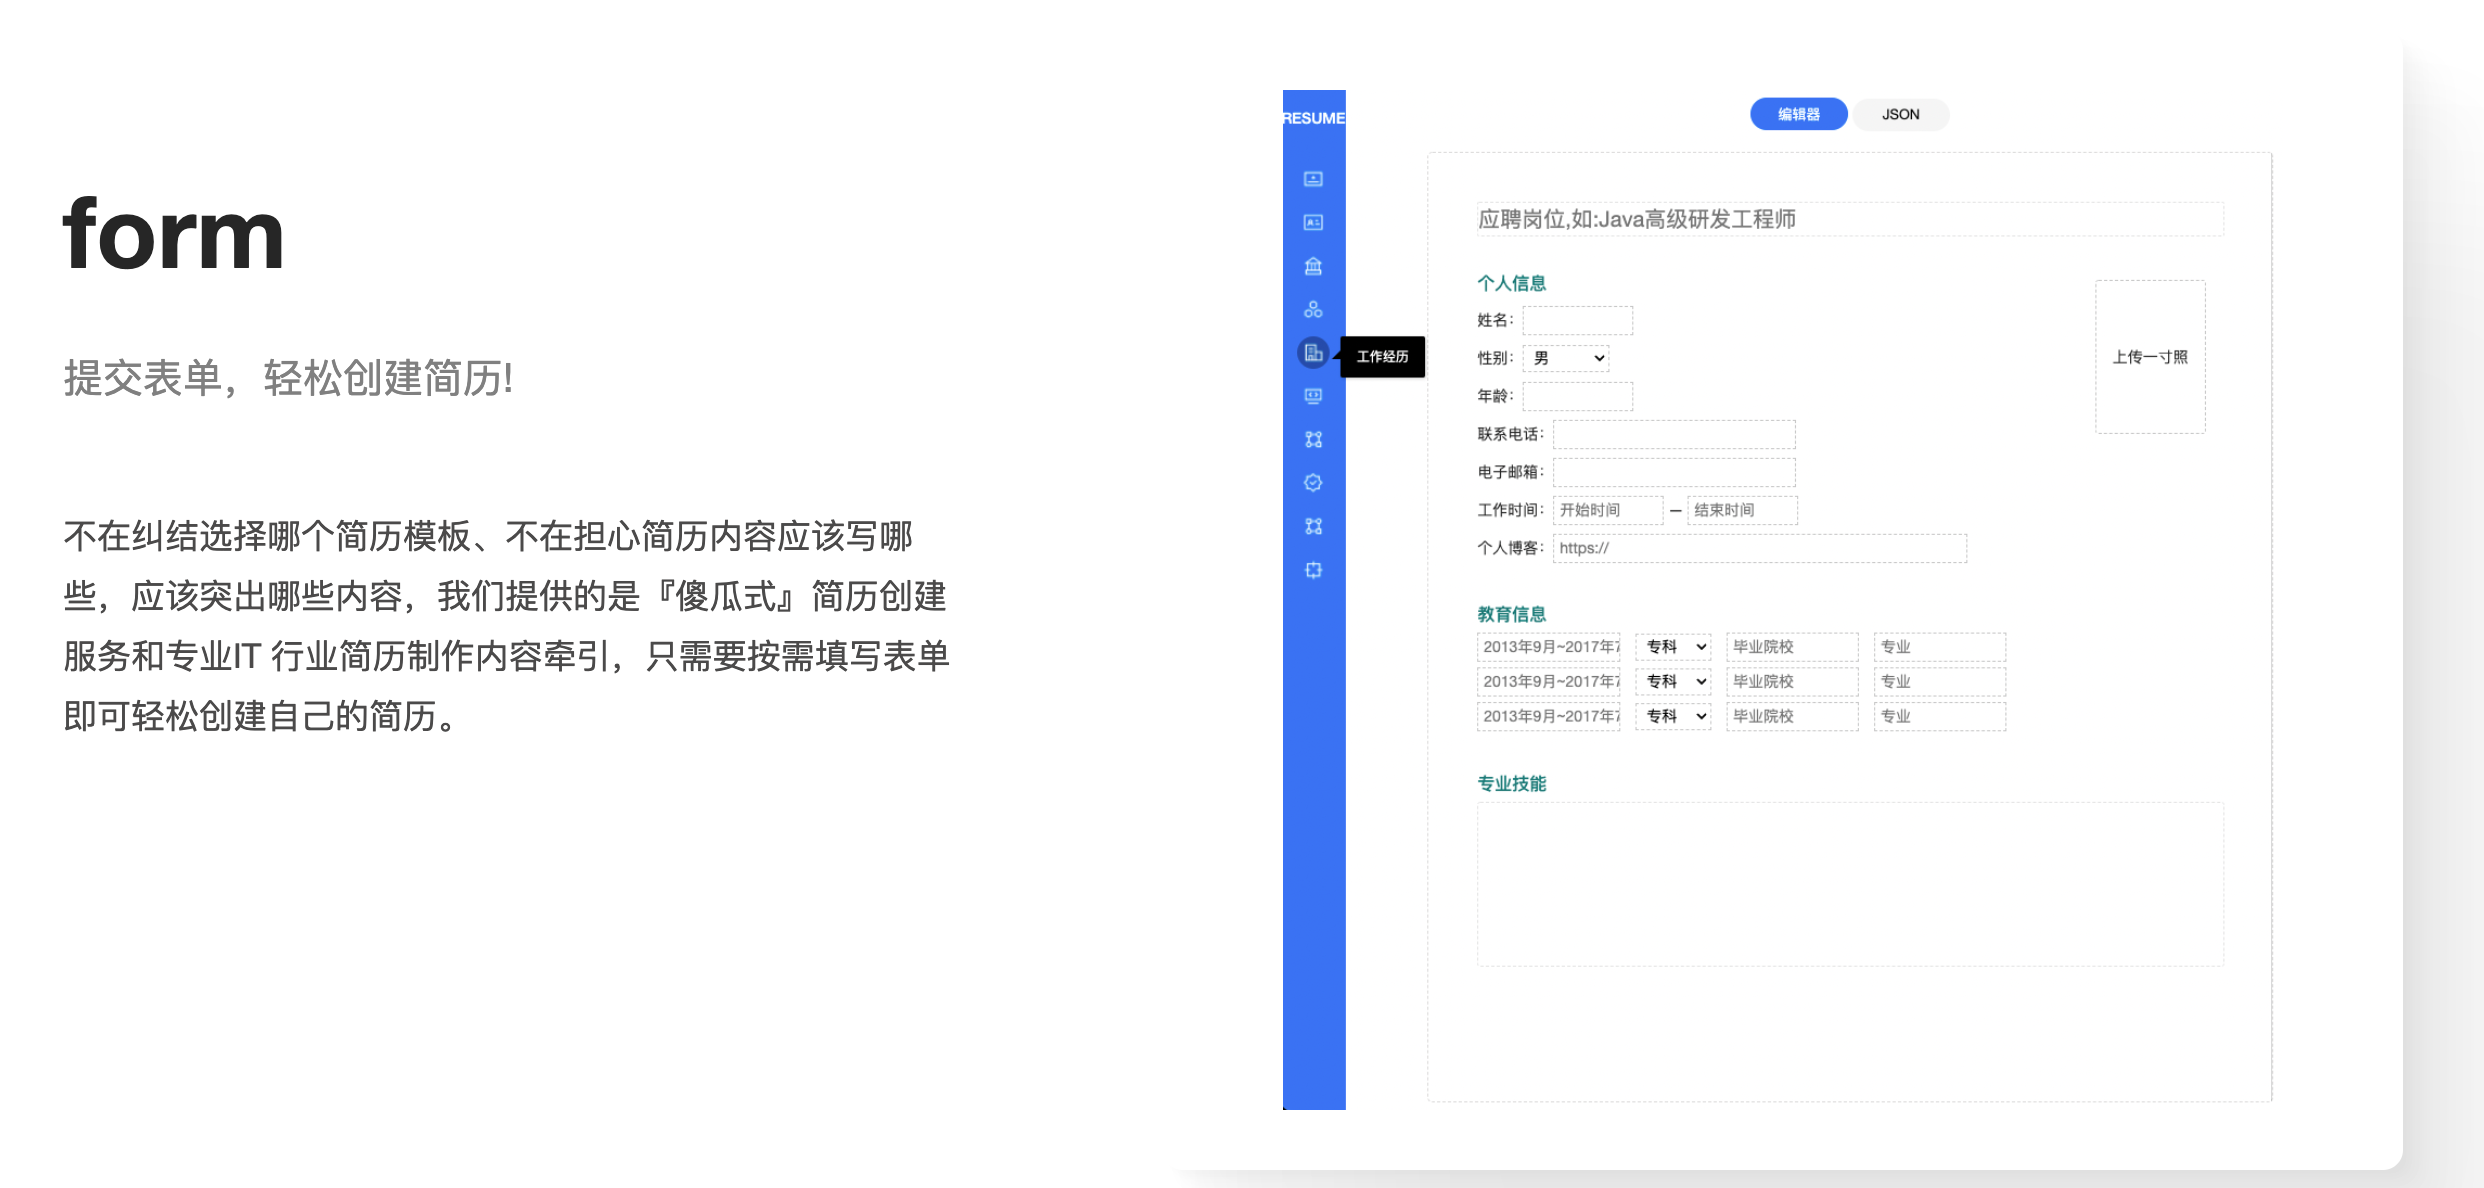 form
提交表单，轻松创建简历!
不在纠结选择哪个简历模板、不在担心简历内容应该写哪
些，应该突出哪些内容，我们提供的是『傻瓜式』简历创建
服务和专业IT 行业简历制作内容牵引，只需要按需填写表单
即可轻松创建自己的简历。
RESUME
工作经历
编辑器 JSON
应聘岗位,如:Java高级研发工程师
个人信息
姓名：
性别： 男
年龄：
联系电话：
电子邮箱：
工作时间： 开始时间 — 结束时间
个人博客： https://
上传一寸照
教育信息
2013年9月~2017年7 专科 毕业院校 专业
2013年9月~2017年7 专科 毕业院校 专业
2013年9月~2017年7 专科 毕业院校 专业
专业技能